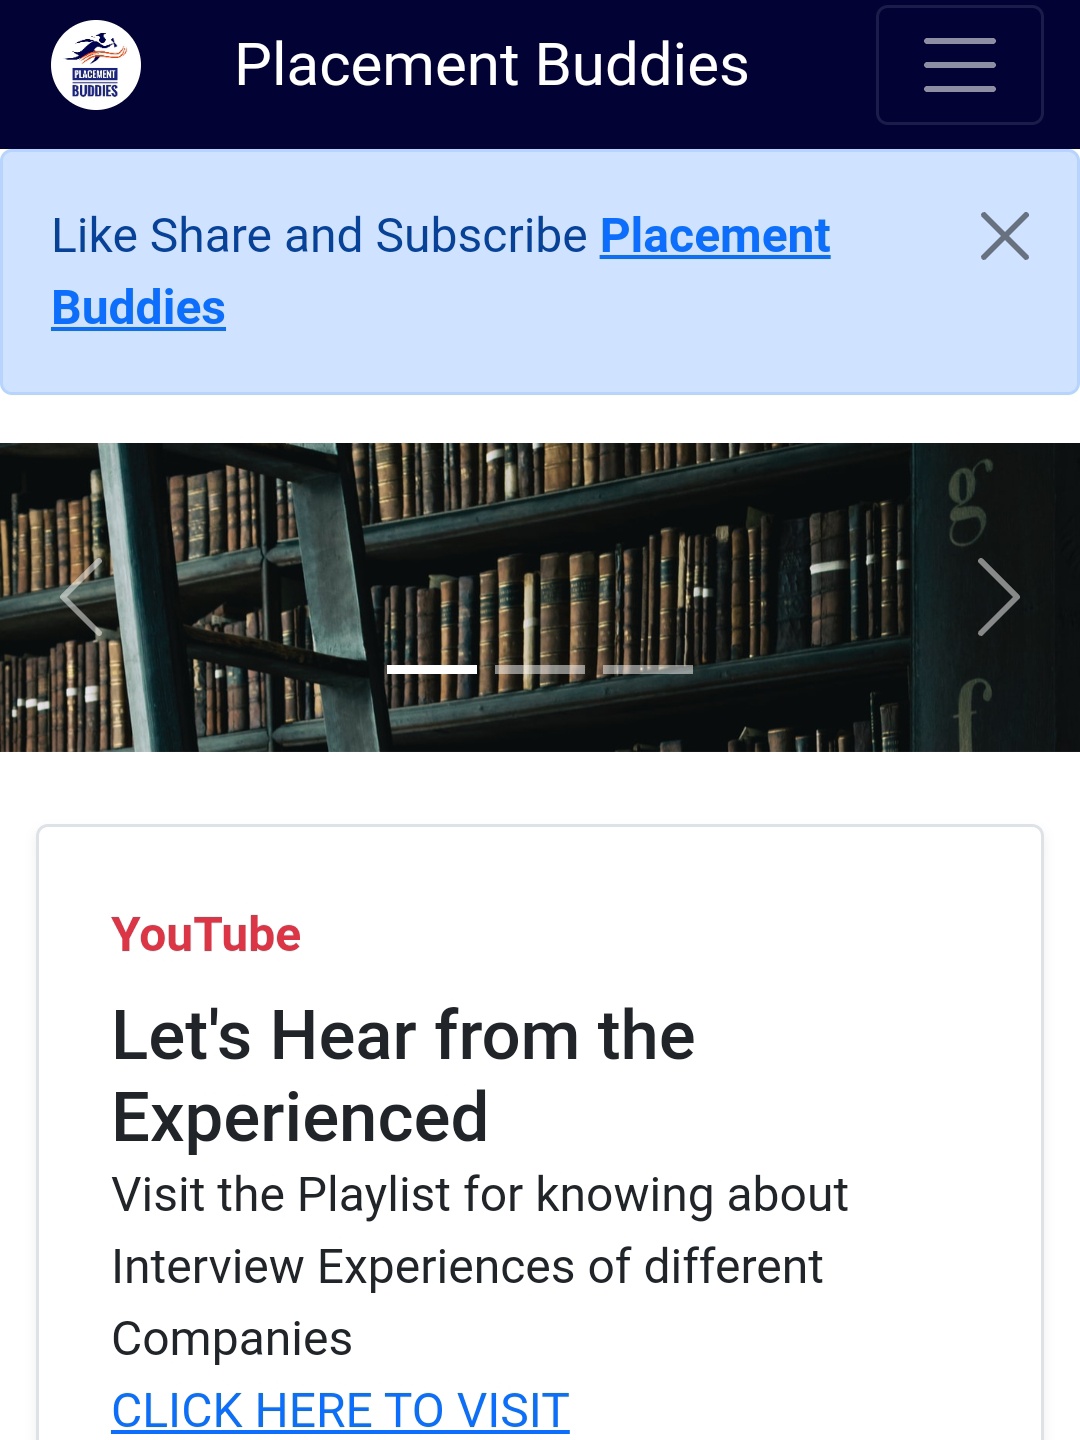 PLACEMENT
BUDDIES
Placement Buddies
Like Share and Subscribe Placement
Buddies
g
f
YouTube
Let's Hear from the
Experienced
Visit the Playlist for knowing about
Interview Experiences of different
Companies
CLICK HERE TO VISIT